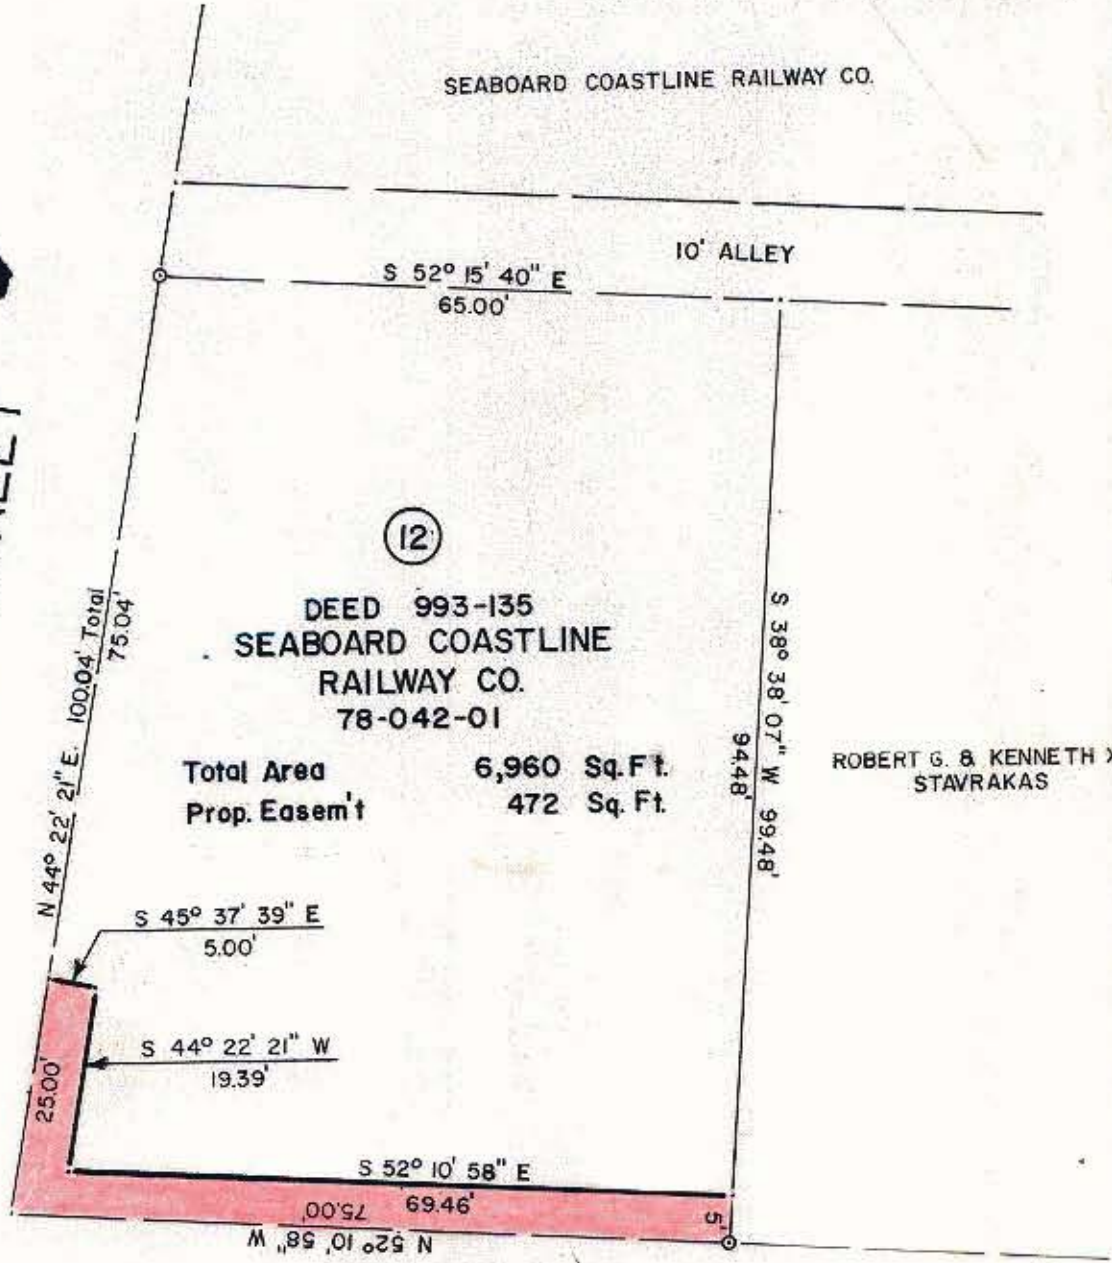 SEABOARD COASTLINE RAILWAY CO.
10' ALLEY
S 52° 15' 40" E
65.00'
12
DEED 993-135
SEABOARD COASTLINE
RAILWAY CO.
78-042-01
Total Area 6,960 Sq. Ft.
Prop. Easem't 472 Sq. Ft.
N 44° 22' 21" E. 100.04' Total
75.04'
S 38° 38' 07" W 99.48'
94.48'
ROBERT G. & KENNETH
STAVRAKAS
S 45° 37' 39" E
5.00'
S 44° 22' 21" W
19.39'
25.00'
S 52° 10' 58" E
69.46'
75.00'
5'
N 52° 10' 58" W